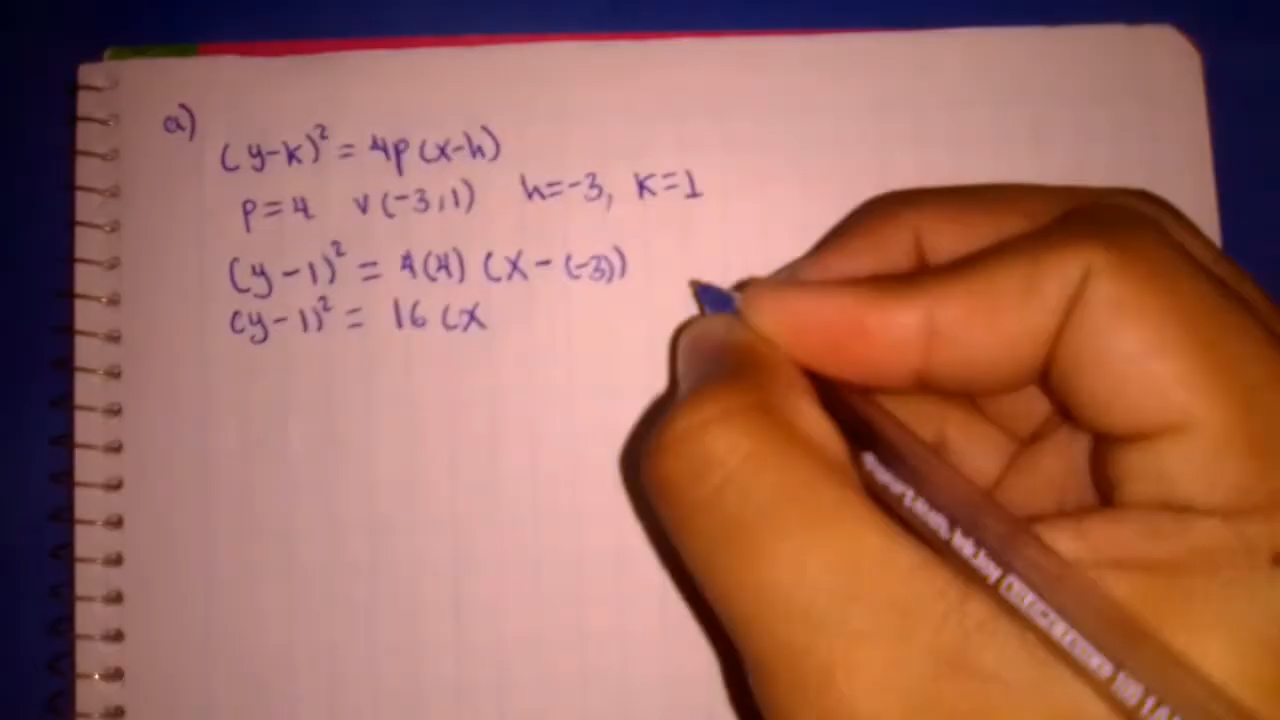 a)
(y-k)² = 4p(x-h)
p=4 v(-3,1) h=-3, k=1
(y-1)² = 4(4) (x-(-3))
(y-1)² = 16 (x